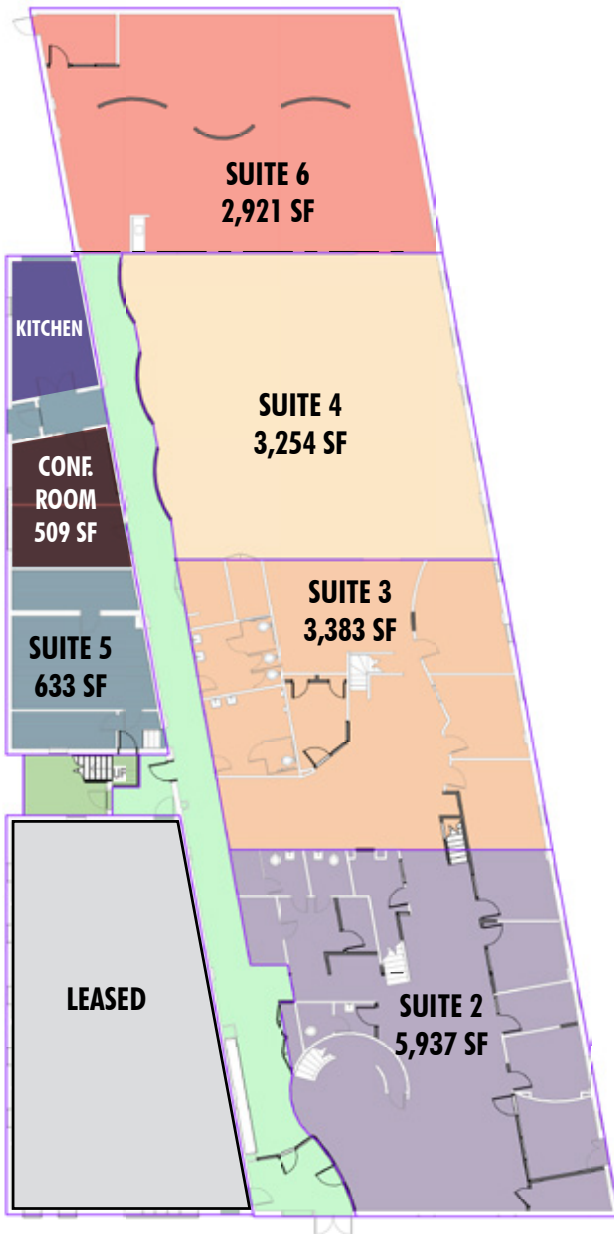 SUITE 6
2,921 SF
KITCHEN
SUITE 4
3,254 SF
CONF.
ROOM
509 SF
SUITE 3
3,383 SF
SUITE 5
633 SF
UF
LEASED
SUITE 2
5,937 SF